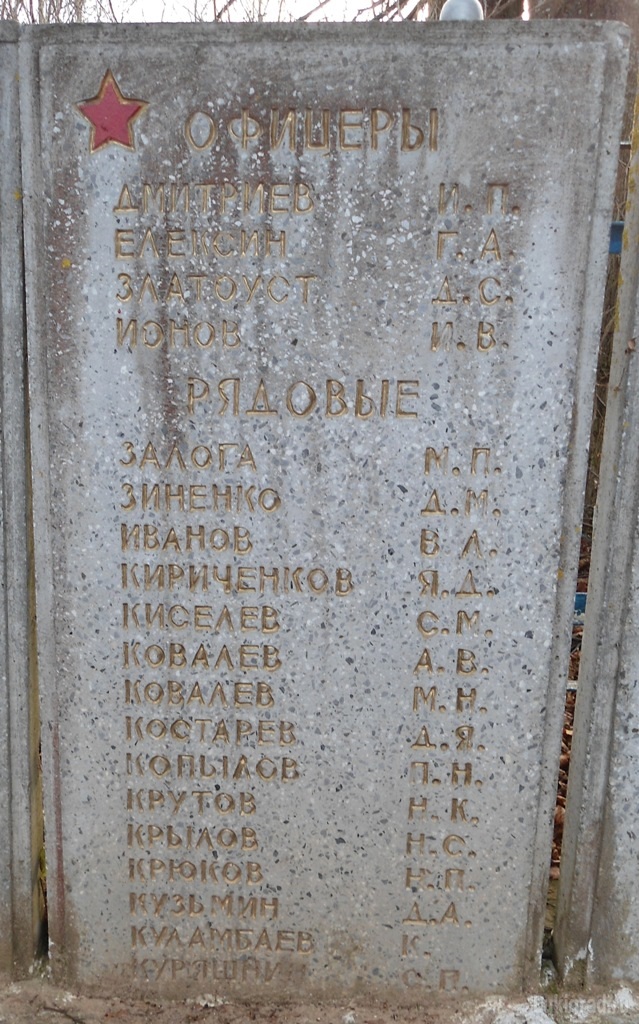 ОФИЦЕРЫ
ДМИТРИЕВ И. П.
ЕЛЕКСИН Г. А.
ЗЛАТОУСТ Д. С.
ИОНОВ И. В.
РЯДОВЫЕ
ЗАЛОГА М. П.
ЗИНЕНКО Д. М.
ИВАНОВ В Л.
КИРИЧЕНКОВ Я. Д.
КИСЕЛЕВ С. М.
КОВАЛЕВ А. В.
КОВАЛЕВ М. Н.
КОСТАРЕВ Д. Я.
КОПЫЛОВ П. Н.
КРУТОВ Н. К.
КРЫЛОВ Н. С.
КРЮКОВ Н. П.
КУЗЬМИН Д. А.
КУЛАМБАЕВ К.
КУРЯШКИН С. П.